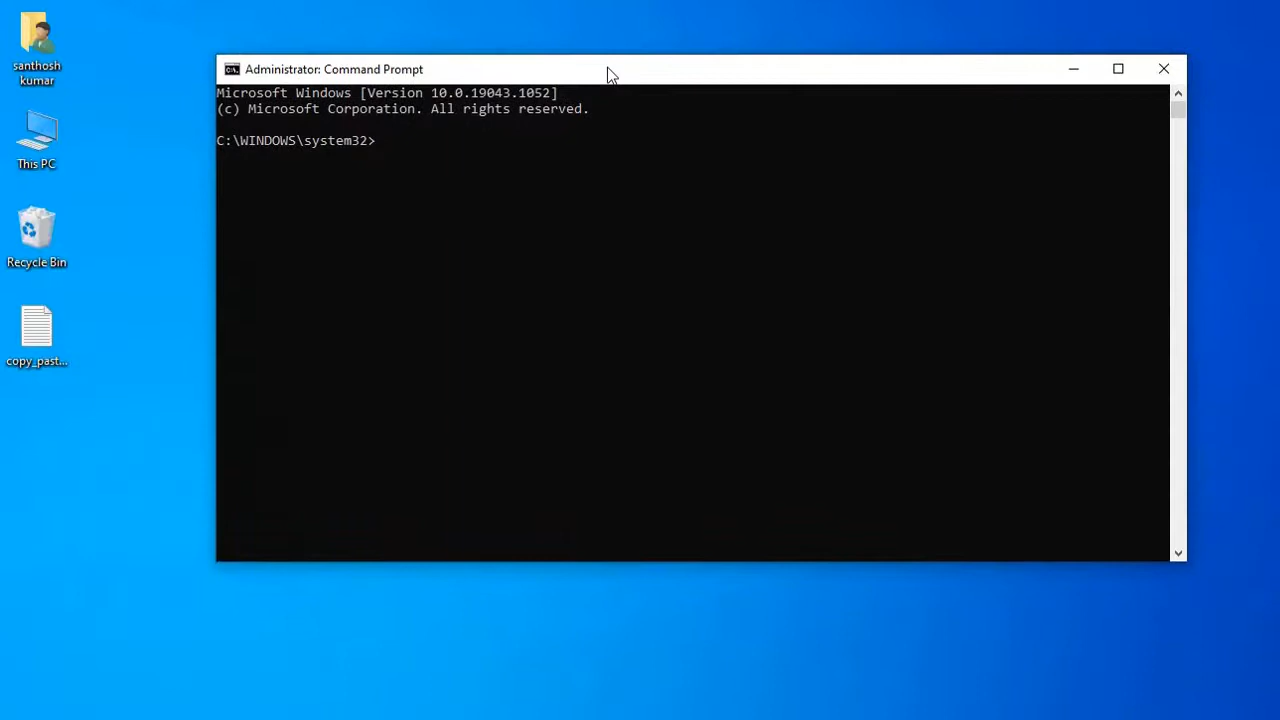 santhosh
kumar
This PC
Recycle Bin
copy_past...
Administrator: Command Prompt
Microsoft Windows [Version 10.0.19043.1052]
(c) Microsoft Corporation. All rights reserved.
C:\WINDOWS\system32>